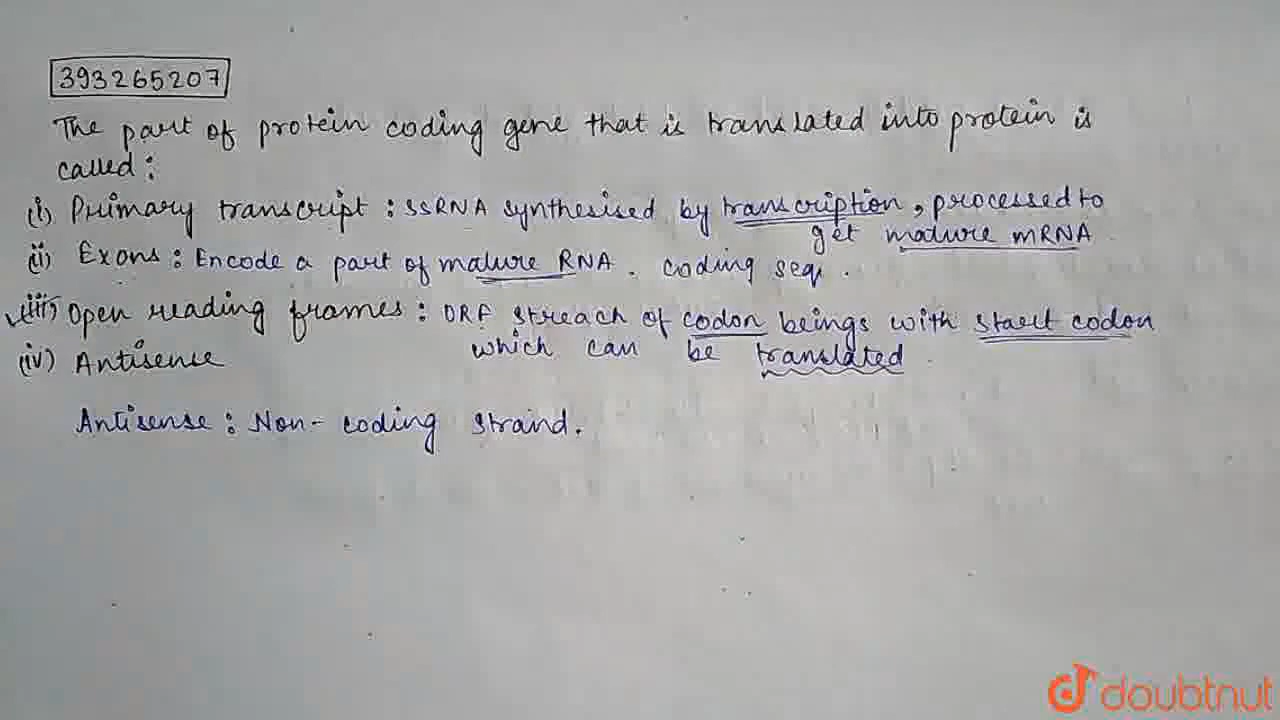 393265207
The part of protein coding gene that is translated into protein is
called:
(i) Primary transcript : SSRNA synthesised by transcription, processed to
get mature mRNA
(ii) Exons : Encode a part of mature RNA . coding seq .
(iii) Open reading frames : ORF streach of codon beings with start codon
which can be translated .
(iv) Antisense
Antisense : Non-coding strand.
doubtnut